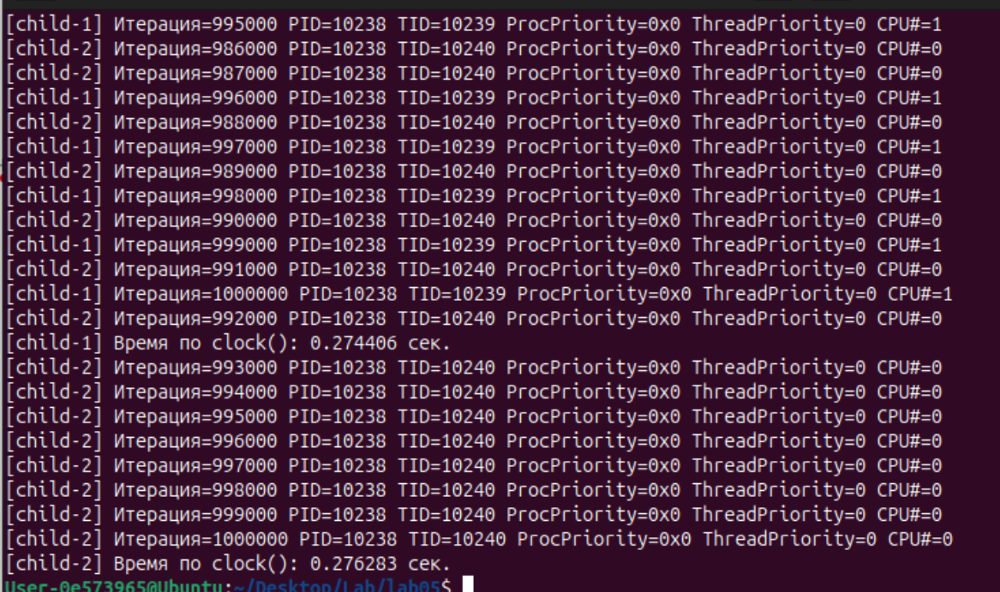 [child-1] Итерация=995000 PID=10238 TID=10239 ProcPriority=0x0 ThreadPriority=0 CPU#=1
[child-2] Итерация=986000 PID=10238 TID=10240 ProcPriority=0x0 ThreadPriority=0 CPU#=0
[child-2] Итерация=987000 PID=10238 TID=10240 ProcPriority=0x0 ThreadPriority=0 CPU#=0
[child-1] Итерация=996000 PID=10238 TID=10239 ProcPriority=0x0 ThreadPriority=0 CPU#=1
[child-2] Итерация=988000 PID=10238 TID=10240 ProcPriority=0x0 ThreadPriority=0 CPU#=0
[child-1] Итерация=997000 PID=10238 TID=10239 ProcPriority=0x0 ThreadPriority=0 CPU#=1
[child-2] Итерация=989000 PID=10238 TID=10240 ProcPriority=0x0 ThreadPriority=0 CPU#=0
[child-1] Итерация=998000 PID=10238 TID=10239 ProcPriority=0x0 ThreadPriority=0 CPU#=1
[child-2] Итерация=990000 PID=10238 TID=10240 ProcPriority=0x0 ThreadPriority=0 CPU#=0
[child-1] Итерация=999000 PID=10238 TID=10239 ProcPriority=0x0 ThreadPriority=0 CPU#=1
[child-2] Итерация=991000 PID=10238 TID=10240 ProcPriority=0x0 ThreadPriority=0 CPU#=0
[child-1] Итерация=1000000 PID=10238 TID=10239 ProcPriority=0x0 ThreadPriority=0 CPU#=1
[child-2] Итерация=992000 PID=10238 TID=10240 ProcPriority=0x0 ThreadPriority=0 CPU#=0
[child-1] Время по clock(): 0.274406 сек.
[child-2] Итерация=993000 PID=10238 TID=10240 ProcPriority=0x0 ThreadPriority=0 CPU#=0
[child-2] Итерация=994000 PID=10238 TID=10240 ProcPriority=0x0 ThreadPriority=0 CPU#=0
[child-2] Итерация=995000 PID=10238 TID=10240 ProcPriority=0x0 ThreadPriority=0 CPU#=0
[child-2] Итерация=996000 PID=10238 TID=10240 ProcPriority=0x0 ThreadPriority=0 CPU#=0
[child-2] Итерация=997000 PID=10238 TID=10240 ProcPriority=0x0 ThreadPriority=0 CPU#=0
[child-2] Итерация=998000 PID=10238 TID=10240 ProcPriority=0x0 ThreadPriority=0 CPU#=0
[child-2] Итерация=999000 PID=10238 TID=10240 ProcPriority=0x0 ThreadPriority=0 CPU#=0
[child-2] Итерация=1000000 PID=10238 TID=10240 ProcPriority=0x0 ThreadPriority=0 CPU#=0
[child-2] Время по clock(): 0.276283 сек.
User-0e573965@Ubuntu:~/Desktop/Lab/lab05$